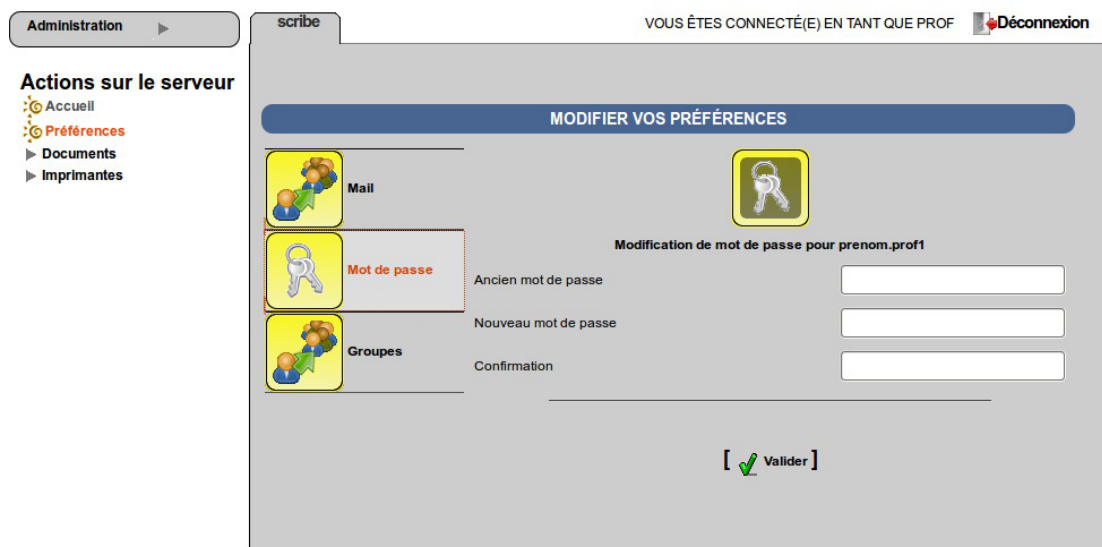 Administration
scribe
VOUS ÊTES CONNECTÉ(E) EN TANT QUE PROF
Déconnexion
Actions sur le serveur
Accueil
Préférences
Documents
Imprimantes
MODIFIER VOS PRÉFÉRENCES
Mail
Mot de passe
Groupes
Modification de mot de passe pour prenom.prof1
Ancien mot de passe
Nouveau mot de passe
Confirmation
[ Valider ]